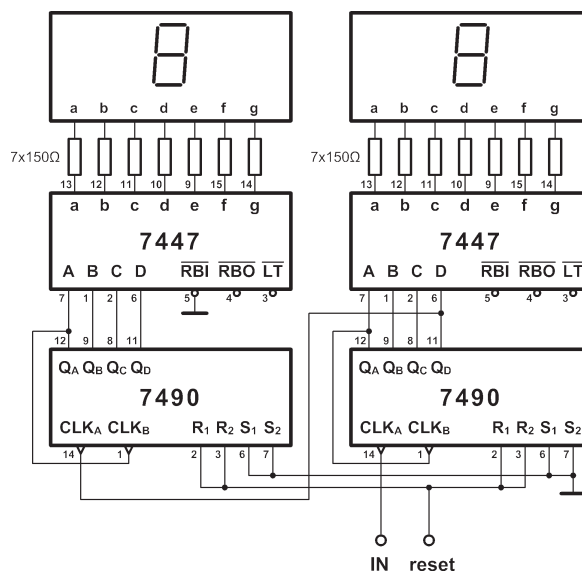 a b c d e f g a b c d e f g
7x150Ω 7x150Ω
13 12 11 10 9 15 14 13 12 11 10 9 15 14
a b c d e f g a b c d e f g
7447 7447
A B C D RBI RBO LT A B C D RBI RBO LT
7 1 2 6 5 4 3 7 1 2 6 5 4 3
12 9 8 11 12 9 8 11
QA QB QC QD QA QB QC QD
7490 7490
CLKA CLKB R1 R2 S1 S2 CLKA CLKB R1 R2 S1 S2
14 1 2 3 6 7 14 1 2 3 6 7
IN reset